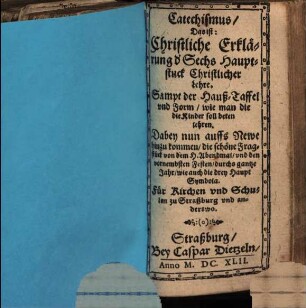 Catechismus/
Das ist:
Christliche Erklä-
rung d' Sechs Haupt-
stuck Christlicher
Lehre.
Sampt der Hauß-Taffel
vnd Form/ wie man die
die Kinder soll beten
lehren.
Dabey nun auffs Newe
hinzu kommen/ die schöne Frag-
stück von dem H. Abendmal/ vnd den
vornembsten Festen/ durchs gantze
Jahr/ wie auch die drey Haupt
Symbola.
Für Kirchen vnd Schu-
len zu Straßburg vnd an-
derswo.
Straßburg/
Bey Caspar Dietzeln/
Anno M. DC. XLII.